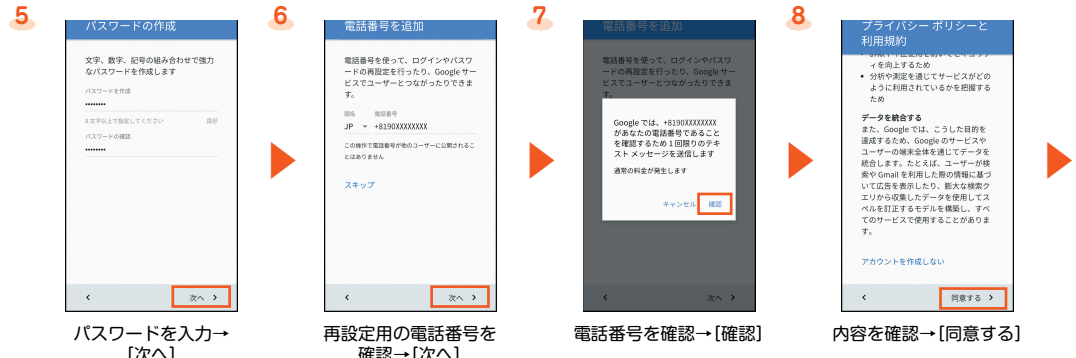 5
パスワードの作成
文字、数字、記号の組み合わせで強力
なパスワードを作成します
パスワードを作成
••••••••
8 文字以上で指定してください 良好
パスワードの確認
••••••••
次へ
パスワードを入力→
[次へ]
6
電話番号を追加
電話番号を使って、ログインやパスワ
ードの再設定を行ったり、Google サー
ビスでユーザーとつながったりできま
す。
国名 電話番号
JP +8190XXXXXXXX
この操作で電話番号が他のユーザーに公開されるこ
とはありません
スキップ
次へ
再設定用の電話番号を
確認→[次へ]
7
電話番号を追加
電話番号を使って、ログインやパスワ
ードの再設定を行ったり、Google サー
ビスでユーザーとつながったりできま
す。
Google では、+8190XXXXXXXX
があなたの電話番号であること
を確認するため 1 回限りのテキ
スト メッセージを送信します
通常の料金が発生します
キャンセル 確認
次へ
電話番号を確認→[確認]
8
プライバシー ポリシーと
利用規約
ィを向上するため
• 分析や測定を通じてサービスがどの
ように利用されているかを把握する
ため
データを統合する
また、Google では、こうした目的を
達成するため、Google のサービスや
ユーザーの端末全体を通じてデータを
統合します。たとえば、ユーザーが検
索や Gmail を利用した際の情報に基づ
いて広告を表示したり、膨大な検索ク
エリから収集したデータを使用してス
ペルを訂正するモデルを構築し、すべ
てのサービスで使用することがありま
す。
アカウントを作成しない
同意する
内容を確認→[同意する]